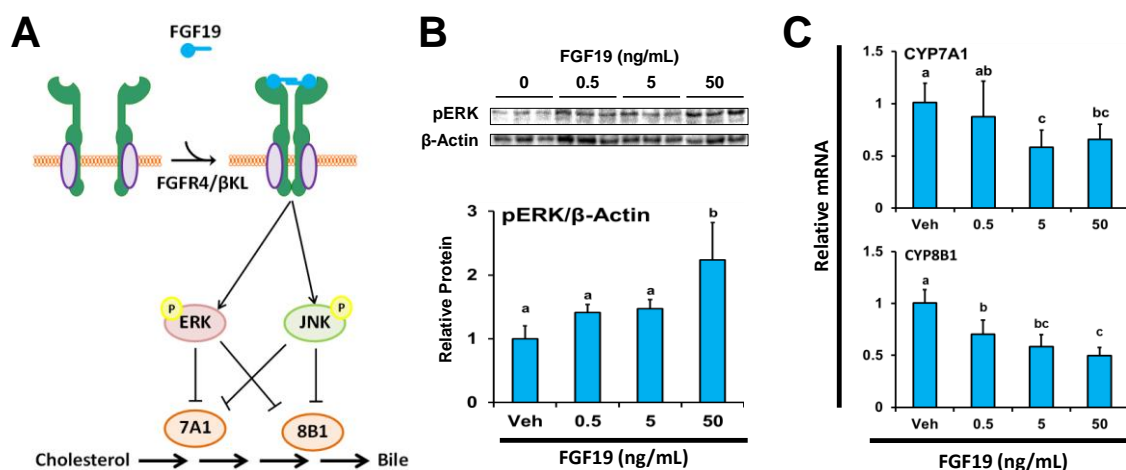 A
FGF19
FGFR4/βKL
P
ERK
JNK
P
7A1
8B1
Cholesterol
Bile
B
FGF19 (ng/mL)
0 0.5 5 50
pERK
β-Actin
pERK/β-Actin
Relative Protein
3
2
1
0
a
a
a
b
Veh 0.5 5 50
FGF19 (ng/mL)
C
Relative mRNA
CYP7A1
1.5
1
0.5
0
a
ab
c
bc
Veh 0.5 5 50
CYP8B1
1.5
1
0.5
0
a
b
bc
c
Veh 0.5 5 50
FGF19 (ng/mL)